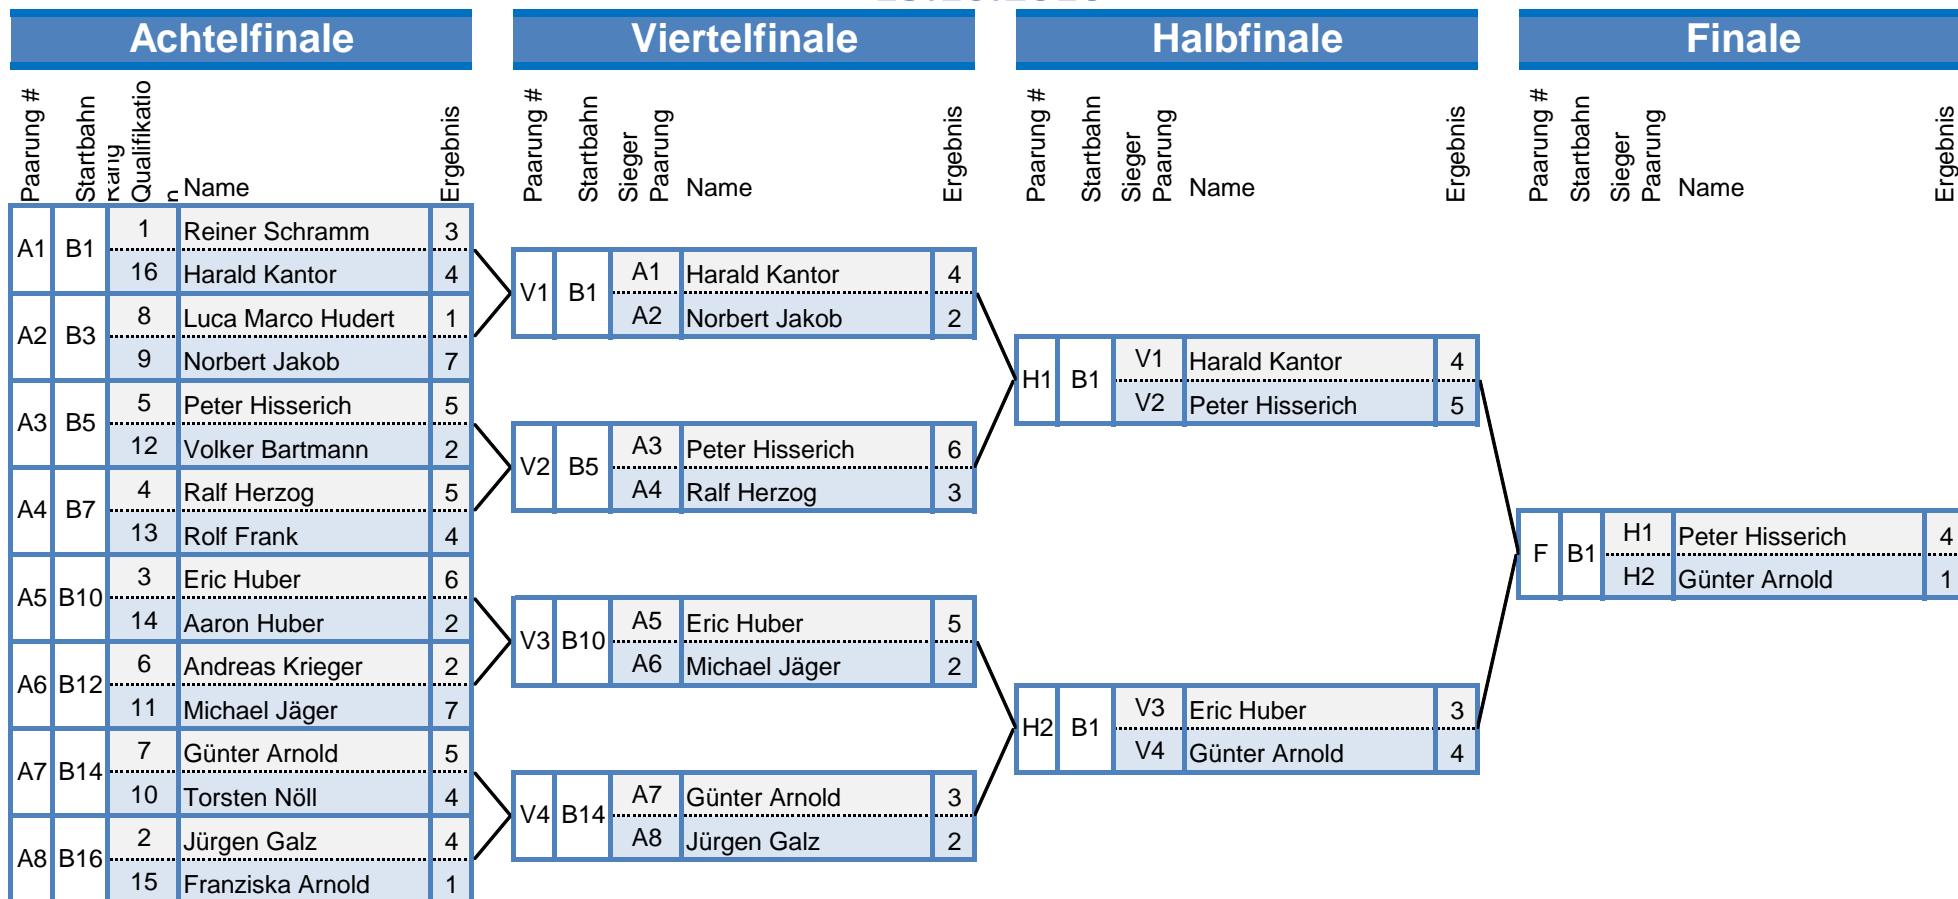 Achtelfinale Viertelfinale Halbfinale Finale
Paarung # Startbahn Rang Qualifikatio n Name Ergebnis Paarung # Startbahn Sieger Paarung Name Ergebnis Paarung # Startbahn Sieger Paarung Name Ergebnis Paarung # Startbahn Sieger Paarung Name Ergebnis
A1 B1 1 Reiner Schramm 3
16 Harald Kantor 4
A2 B3 8 Luca Marco Hudert 1
9 Norbert Jakob 7
A3 B5 5 Peter Hisserich 5
12 Volker Bartmann 2
A4 B7 4 Ralf Herzog 5
13 Rolf Frank 4
A5 B10 3 Eric Huber 6
14 Aaron Huber 2
A6 B12 6 Andreas Krieger 2
11 Michael Jäger 7
A7 B14 7 Günter Arnold 5
10 Torsten Nöll 4
A8 B16 2 Jürgen Galz 4
15 Franziska Arnold 1
V1 B1 A1 Harald Kantor 4
A2 Norbert Jakob 2
V2 B5 A3 Peter Hisserich 6
A4 Ralf Herzog 3
V3 B10 A5 Eric Huber 5
A6 Michael Jäger 2
V4 B14 A7 Günter Arnold 3
A8 Jürgen Galz 2
H1 B1 V1 Harald Kantor 4
V2 Peter Hisserich 5
H2 B1 V3 Eric Huber 3
V4 Günter Arnold 4
F B1 H1 Peter Hisserich 4
H2 Günter Arnold 1